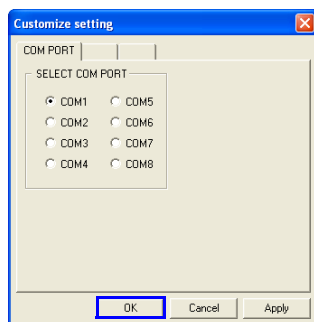 Customize setting
COM PORT
SELECT COM PORT
COM1 COM5
COM2 COM6
COM3 COM7
COM4 COM8
OK Cancel Apply